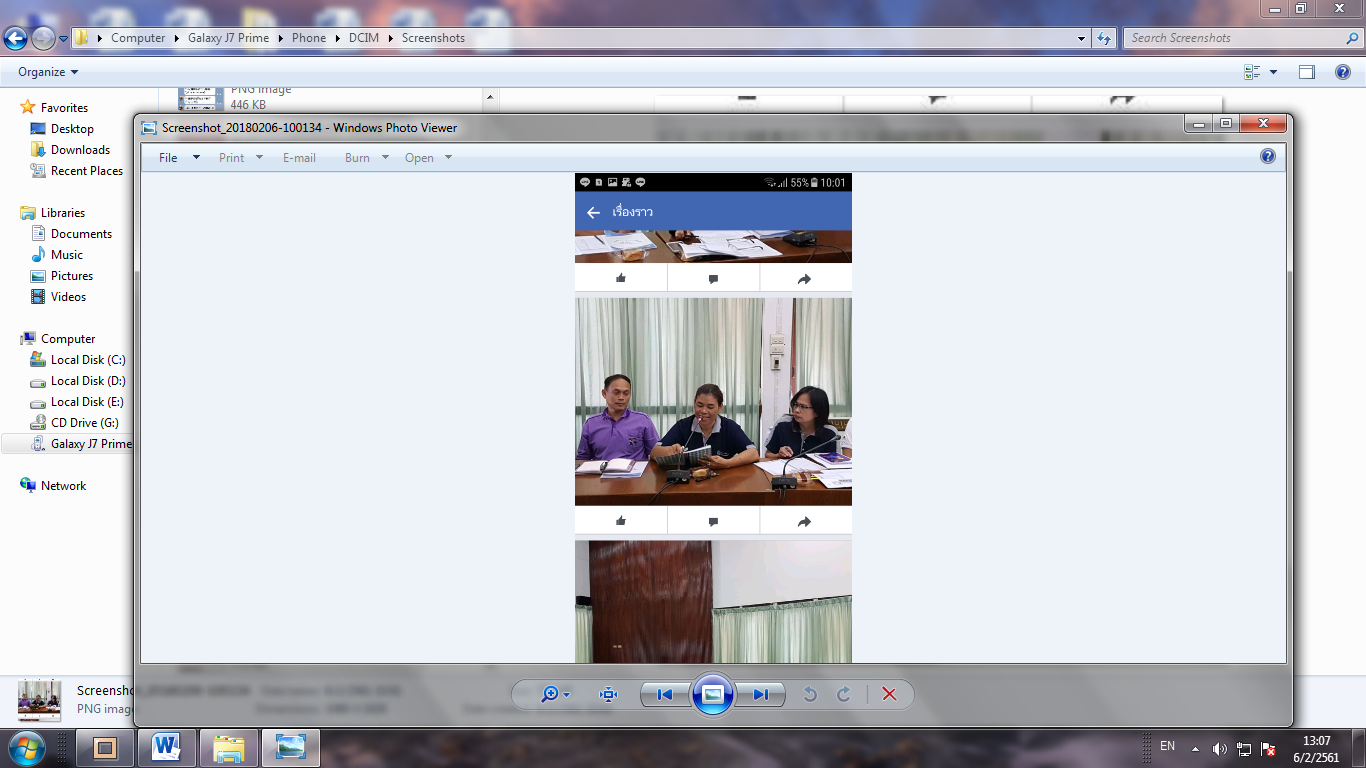 Computer
Galaxy J7 Prime
Phone
DCIM
Screenshots
Search Screenshots
Organize
Favorites
Desktop
Downloads
Recent Places
Libraries
Documents
Music
Pictures
Videos
Computer
Local Disk (C:)
Local Disk (D:)
Local Disk (E:)
CD Drive (G:)
Galaxy J7 Prime
Network
PNG image
446 KB
Screenshot_20180206-100134 - Windows Photo Viewer
File
Print
E-mail
Burn
Open
55%
10:01
เรื่องราว
EN
13:07
6/2/2561